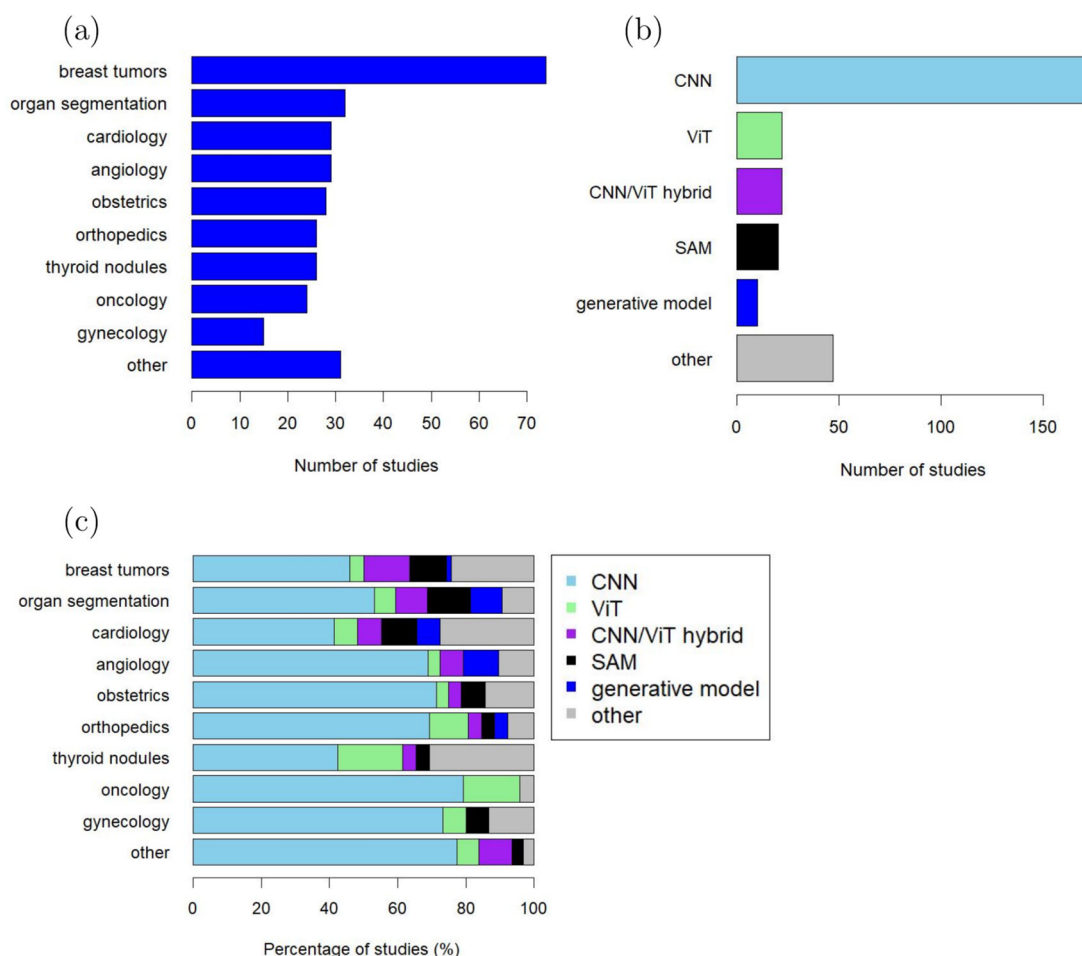 (a)
breast tumors
organ segmentation
cardiology
angiology
obstetrics
orthopedics
thyroid nodules
oncology
gynecology
other
0 10 20 30 40 50 60 70
Number of studies
(b)
CNN
ViT
CNN/ViT hybrid
SAM
generative model
other
0 50 100 150
Number of studies
(c)
breast tumors
organ segmentation
cardiology
angiology
obstetrics
orthopedics
thyroid nodules
oncology
gynecology
other
0 20 40 60 80 100
Percentage of studies (%)
CNN
ViT
CNN/ViT hybrid
SAM
generative model
other